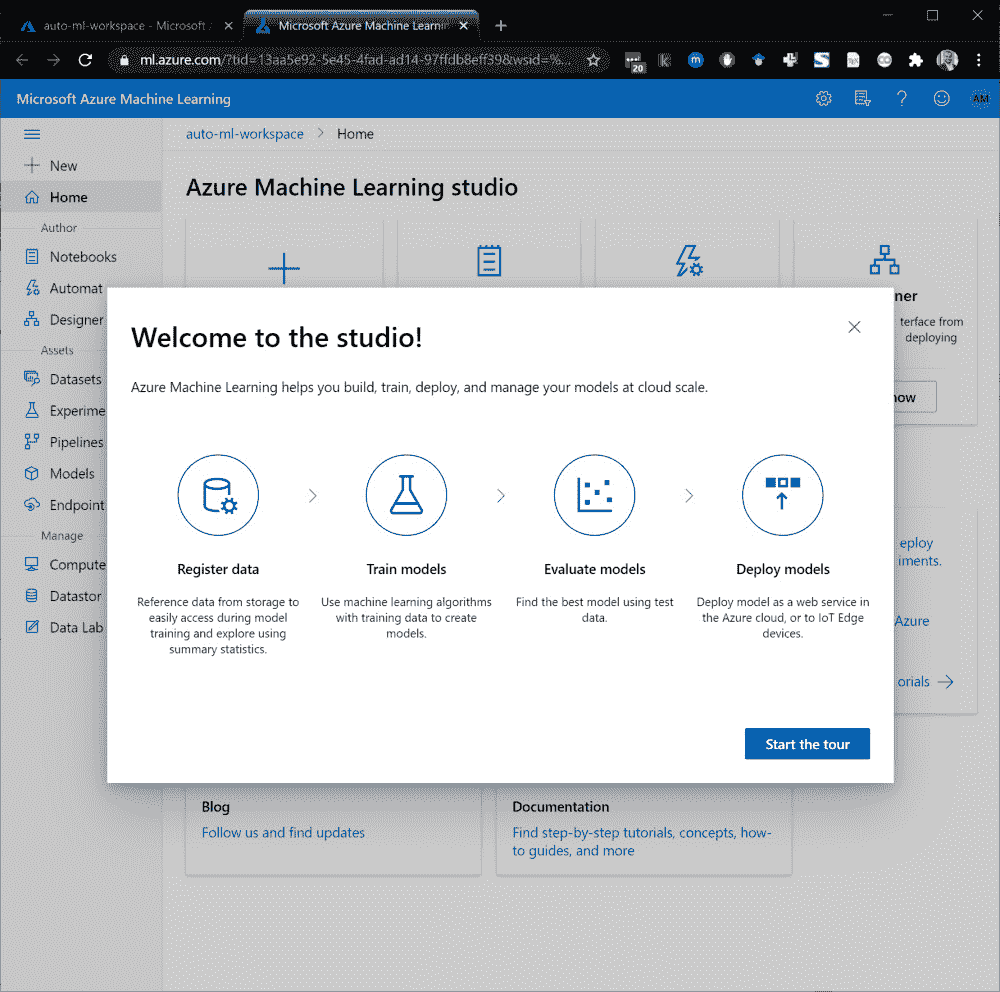 auto-ml-workspace - Microsoft
Microsoft Azure Machine Learnin
ml.azure.com/?tid=13aa5e92-5e45-4fad-ad14-97ffdb8eff39&wsid=%...
20
Microsoft Azure Machine Learning
AM
auto-ml-workspace > Home
New
Home
Azure Machine Learning studio
Author
Notebooks
Automat
Designer
Assets
Datasets
Experime
Pipelines
Models
Endpoint
Manage
Compute
Datastor
Data Lab
ner
terface from
deploying
now
Welcome to the studio!
Azure Machine Learning helps you build, train, deploy, and manage your models at cloud scale.
Register data
Reference data from storage to
easily access during model
training and explore using
summary statistics.
Train models
Use machine learning algorithms
with training data to create
models.
Evaluate models
Find the best model using test
data.
Deploy models
Deploy model as a web service in
the Azure cloud, or to IoT Edge
devices.
Start the tour
eploy
iments.
Azure
orials
Blog
Follow us and find updates
Documentation
Find step-by-step tutorials, concepts, how-
to guides, and more